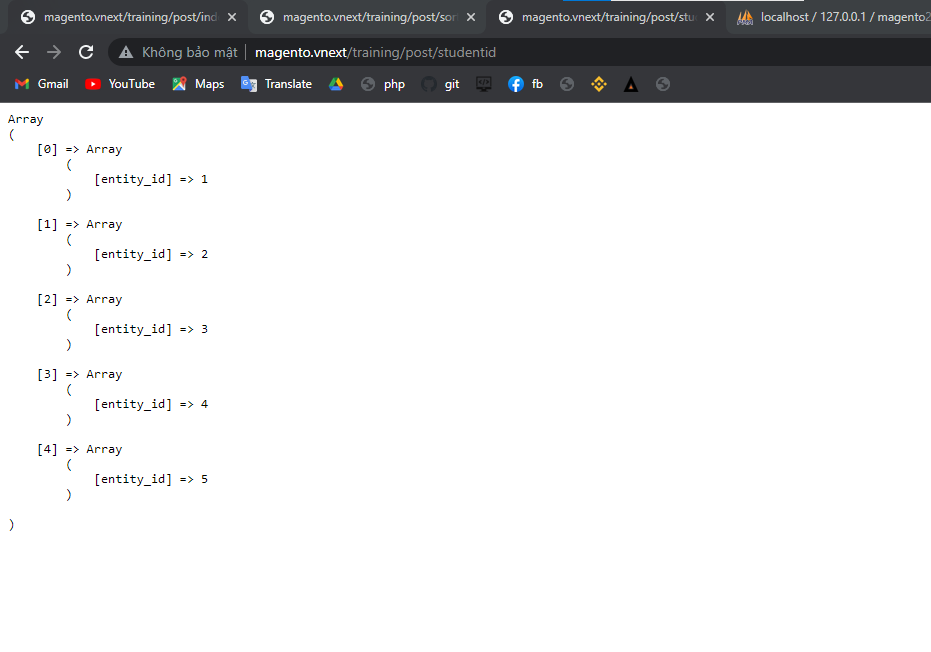 magento.vnext/training/post/ind
magento.vnext/training/post/sor
magento.vnext/training/post/stu
localhost / 127.0.0.1 / magento2
Không bảo mật
magento.vnext/training/post/studentid
Gmail
YouTube
Maps
Translate
php
git
fb
Array
(
[0] => Array
(
[entity_id] => 1
)
[1] => Array
(
[entity_id] => 2
)
[2] => Array
(
[entity_id] => 3
)
[3] => Array
(
[entity_id] => 4
)
[4] => Array
(
[entity_id] => 5
)
)